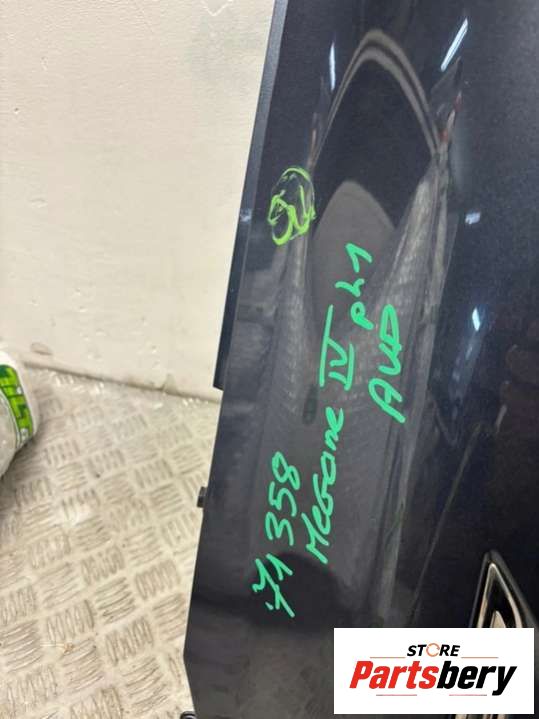 71 358
Megane IV ph1
AVD
STORE
Partsbery